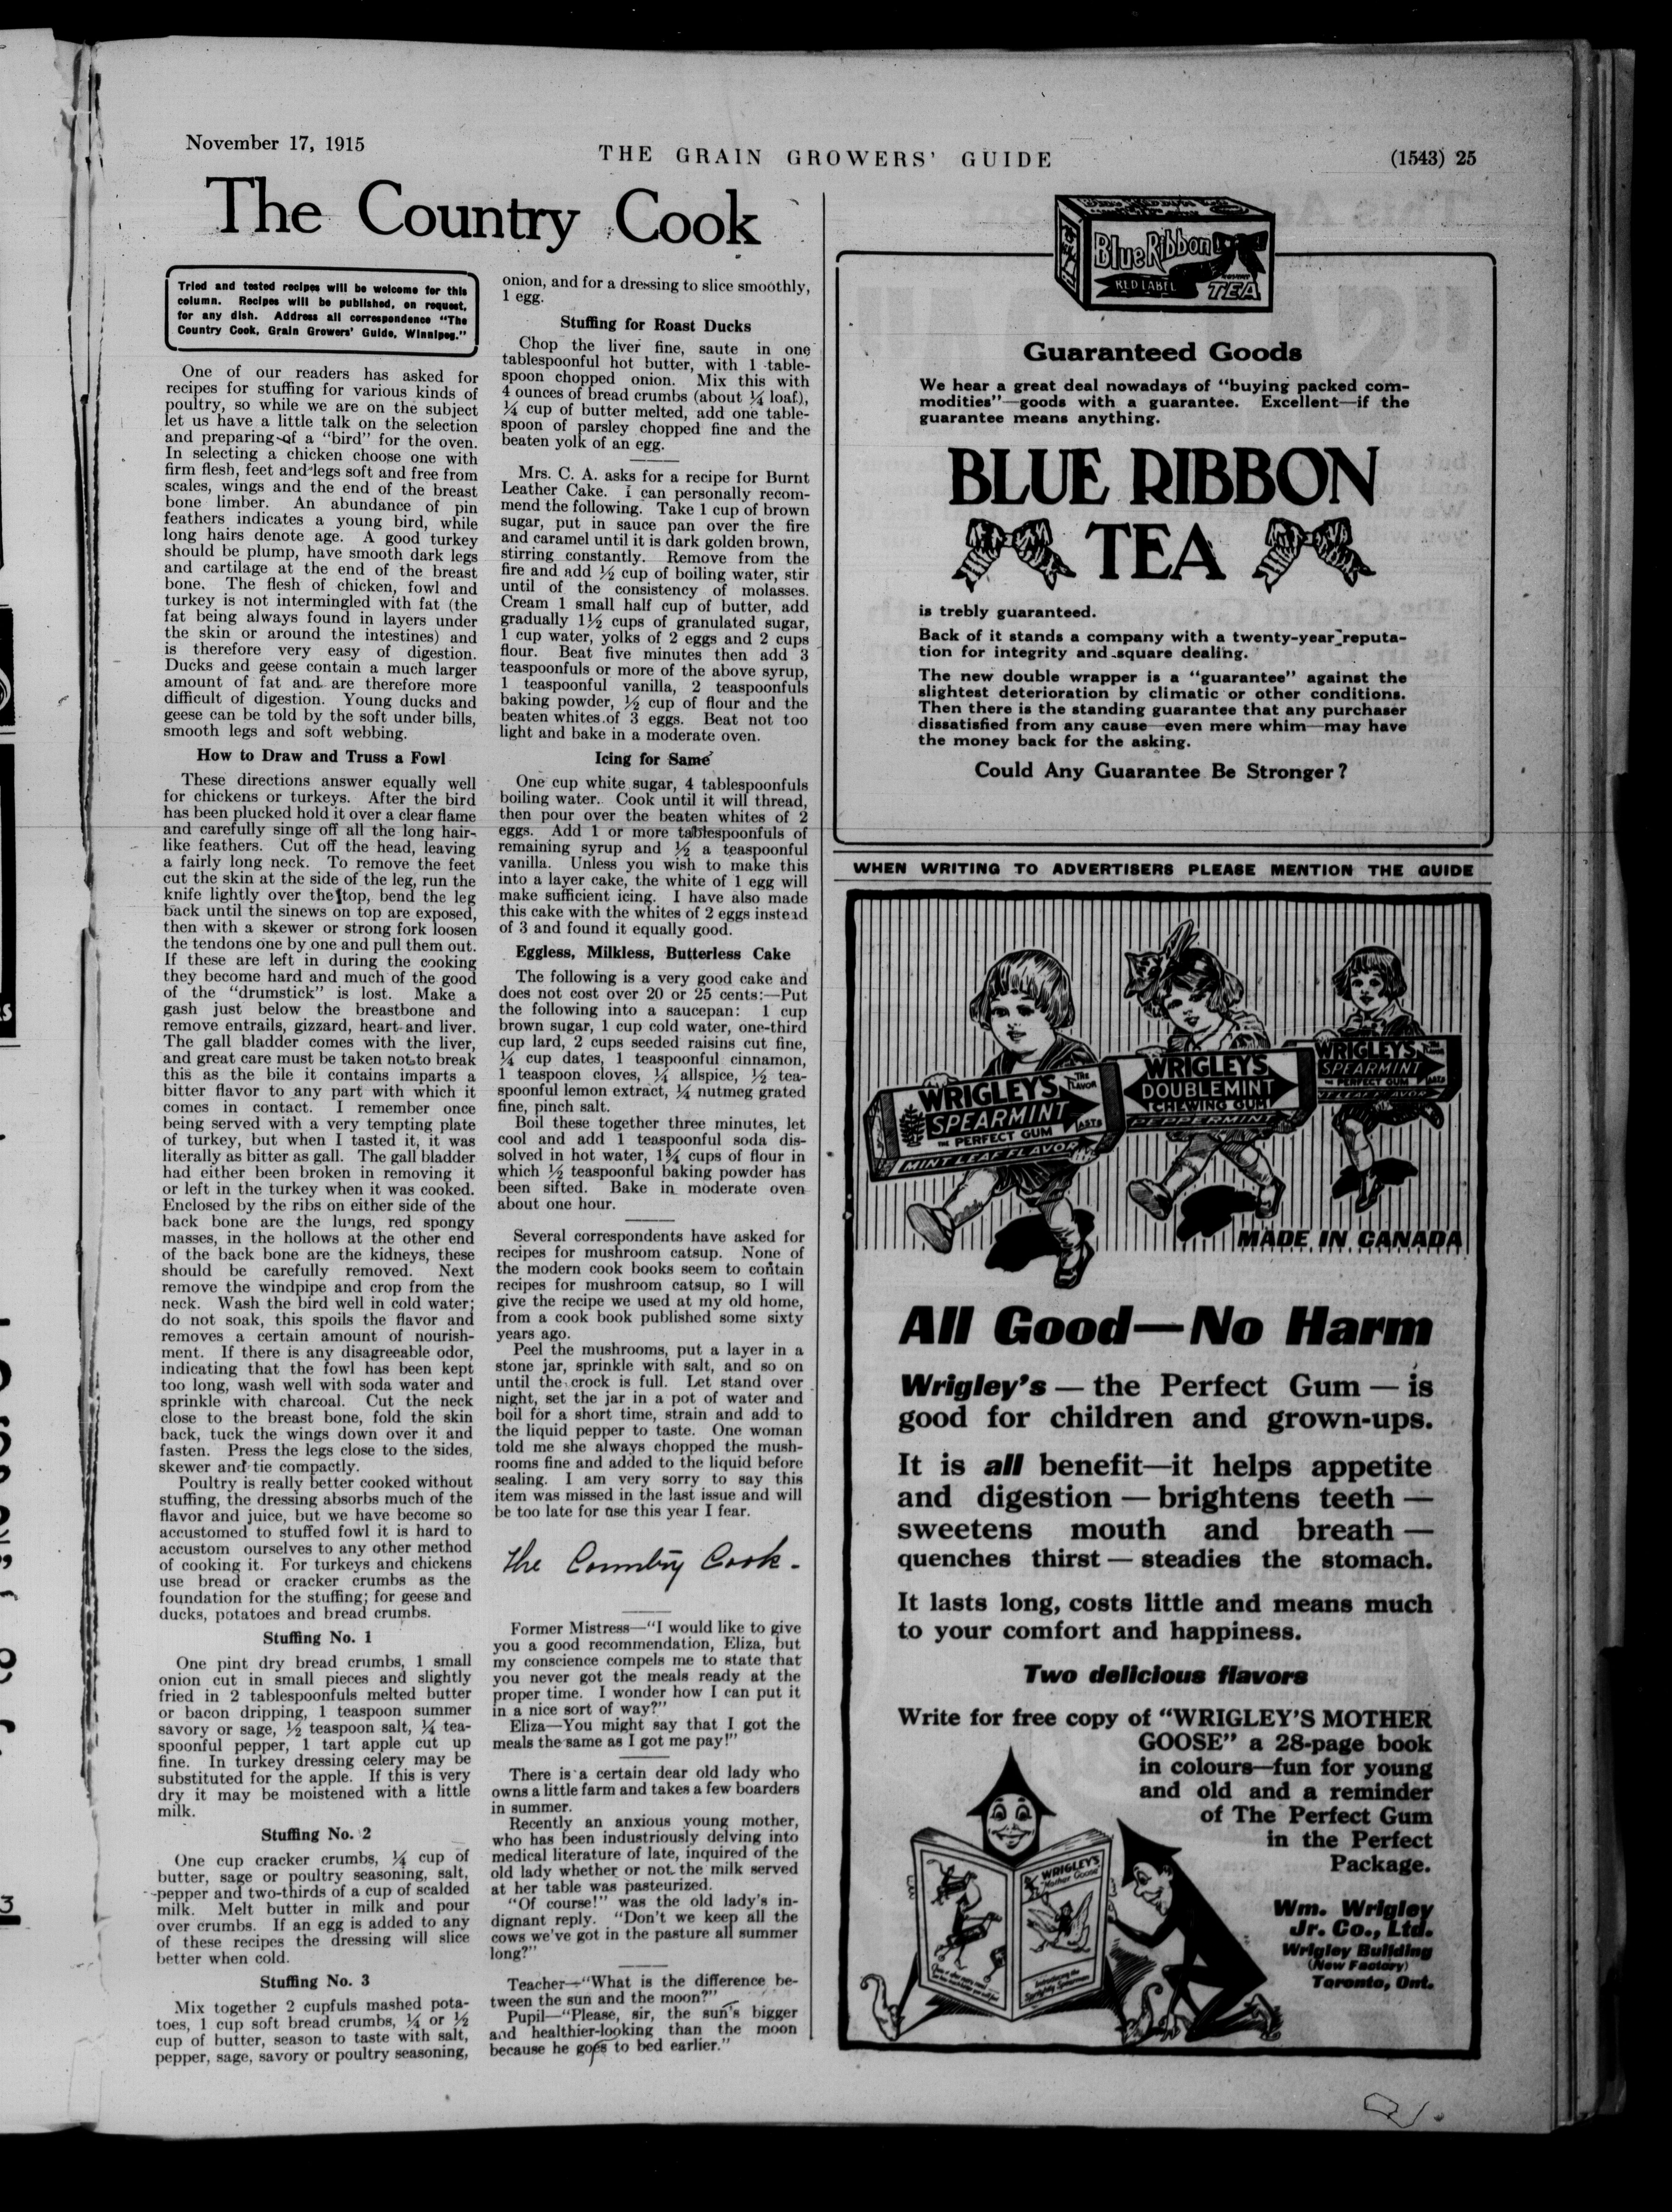 November 17, 1915
THE GRAIN GROWERS' GUIDE
(1543) 25
The Country Cook
Tried and tested recipes will be welcome for this
column. Recipes will be published, on request,
for any dish. Address all correspondence "The
Country Cook, Grain Growers' Guide, Winnipeg."
One of our readers has asked for
recipes for stuffing for various kinds of
poultry, so while we are on the subject
let us have a little talk on the selection
and preparing of a "bird" for the oven.
In selecting a chicken choose one with
firm flesh, feet and legs soft and free from
scales, wings and the end of the breast
bone limber. An abundance of pin
feathers indicates a young bird, while
long hairs denote age. A good turkey
should be plump, have smooth dark legs
and cartilage at the end of the breast
bone. The flesh of chicken, fowl and
turkey is not intermingled with fat (the
fat being always found in layers under
the skin or around the intestines) and
is therefore very easy of digestion.
Ducks and geese contain a much larger
amount of fat and are therefore more
difficult of digestion. Young ducks and
geese can be told by the soft under bills,
smooth legs and soft webbing.
How to Draw and Truss a Fowl
These directions answer equally well
for chickens or turkeys. After the bird
has been plucked hold it over a clear flame
and carefully singe off all the long hair-
like feathers. Cut off the head, leaving
a fairly long neck. To remove the feet
cut the skin at the side of the leg, run the
knife lightly over the top, bend the leg
back until the sinews on top are exposed,
then with a skewer or strong fork loosen
the tendons one by one and pull them out.
If these are left in during the cooking
they become hard and much of the good
of the "drumstick" is lost. Make a
gash just below the breastbone and
remove entrails, gizzard, heart and liver.
The gall bladder comes with the liver,
and great care must be taken not to break
this as the bile it contains imparts a
bitter flavor to any part with which it
comes in contact. I remember once
being served with a very tempting plate
of turkey, but when I tasted it, it was
literally as bitter as gall. The gall bladder
had either been broken in removing it
or left in the turkey when it was cooked.
Enclosed by the ribs on either side of the
back bone are the lungs, red spongy
masses, in the hollows at the other end
of the back bone are the kidneys, these
should be carefully removed. Next
remove the windpipe and crop from the
neck. Wash the bird well in cold water;
do not soak, this spoils the flavor and
removes a certain amount of nourish-
ment. If there is any disagreeable odor,
indicating that the fowl has been kept
too long, wash well with soda water and
sprinkle with charcoal. Cut the neck
close to the breast bone, fold the skin
back, tuck the wings down over it and
fasten. Press the legs close to the sides,
skewer and tie compactly.
Poultry is really better cooked without
stuffing, the dressing absorbs much of the
flavor and juice, but we have become so
accustomed to stuffed fowl it is hard to
accustom ourselves to any other method
of cooking it. For turkeys and chickens
use bread or cracker crumbs as the
foundation for the stuffing; for geese and
ducks, potatoes and bread crumbs.
Stuffing No. 1
One pint dry bread crumbs, 1 small
onion cut in small pieces and slightly
fried in 2 tablespoonfuls melted butter
or bacon dripping, 1 teaspoon summer
savory or sage, ½ teaspoon salt, ¼ tea-
spoonful pepper, 1 tart apple cut up
fine. In turkey dressing celery may be
substituted for the apple. If this is very
dry it may be moistened with a little
milk.
Stuffing No. 2
One cup cracker crumbs, ¼ cup of
butter, sage or poultry seasoning, salt,
pepper and two-thirds of a cup of scalded
milk. Melt butter in milk and pour
over crumbs. If an egg is added to any
of these recipes the dressing will slice
better when cold.
Stuffing No. 3
Mix together 2 cupfuls mashed pota-
toes, 1 cup soft bread crumbs, ¼ or ½
cup of butter, season to taste with salt,
pepper, sage, savory or poultry seasoning,
onion, and for a dressing to slice smoothly,
1 egg.
Stuffing for Roast Ducks
Chop the liver fine, saute in one
tablespoonful hot butter, with 1 table-
spoon chopped onion. Mix this with
4 ounces of bread crumbs (about ¼ loaf),
¼ cup of butter melted, add one table-
spoon of parsley chopped fine and the
beaten yolk of an egg.
Mrs. C. A. asks for a recipe for Burnt
Leather Cake. I can personally recom-
mend the following. Take 1 cup of brown
sugar, put in sauce pan over the fire
and caramel until it is dark golden brown,
stirring constantly. Remove from the
fire and add ½ cup of boiling water, stir
until of the consistency of molasses.
Cream 1 small half cup of butter, add
gradually 1½ cups of granulated sugar,
1 cup water, yolks of 2 eggs and 2 cups
flour. Beat five minutes then add 3
teaspoonfuls or more of the above syrup,
1 teaspoonful vanilla, 2 teaspoonfuls
baking powder, ½ cup of flour and the
beaten whites of 3 eggs. Beat not too
light and bake in a moderate oven.
Icing for Same
One cup white sugar, 4 tablespoonfuls
boiling water. Cook until it will thread,
then pour over the beaten whites of 2
eggs. Add 1 or more tablespoonfuls of
remaining syrup and ½ a teaspoonful
vanilla. Unless you wish to make this
into a layer cake, the white of 1 egg will
make sufficient icing. I have also made
this cake with the whites of 2 eggs instead
of 3 and found it equally good.
Eggless, Milkless, Butterless Cake
The following is a very good cake and
does not cost over 20 or 25 cents:—Put
the following into a saucepan: 1 cup
brown sugar, 1 cup cold water, one-third
cup lard, 2 cups seeded raisins cut fine,
¼ cup dates, 1 teaspoonful cinnamon,
1 teaspoon cloves, ¼ allspice, ½ tea-
spoonful lemon extract, ¼ nutmeg grated
fine, pinch salt.
Boil these together three minutes, let
cool and add 1 teaspoonful soda dis-
solved in hot water, 1¾ cups of flour in
which ½ teaspoonful baking powder has
been sifted. Bake in moderate oven
about one hour.
Several correspondents have asked for
recipes for mushroom catsup. None of
the modern cook books seem to contain
recipes for mushroom catsup, so I will
give the recipe we used at my old home,
from a cook book published some sixty
years ago.
Peel the mushrooms, put a layer in a
stone jar, sprinkle with salt, and so on
until the crock is full. Let stand over
night, set the jar in a pot of water and
boil for a short time, strain and add to
the liquid pepper to taste. One woman
told me she always chopped the mush-
rooms fine and added to the liquid before
sealing. I am very sorry to say this
item was missed in the last issue and will
be too late for use this year I fear.
The Country Cook.
Former Mistress—"I would like to give
you a good recommendation, Eliza, but
my conscience compels me to state that
you never got the meals ready at the
proper time. I wonder how I can put it
in a nice sort of way?"
Eliza—You might say that I got the
meals the same as I got me pay!"
There is a certain dear old lady who
owns a little farm and takes a few boarders
in summer.
Recently an anxious young mother,
who has been industriously delving into
medical literature of late, inquired of the
old lady whether or not the milk served
at her table was pasteurized.
"Of course!" was the old lady's in-
dignant reply. "Don't we keep all the
cows we've got in the pasture all summer
long?"
Teacher—"What is the difference be-
tween the sun and the moon?"
Pupil—"Please, sir, the sun's bigger
and healthier-looking than the moon
because he goes to bed earlier."
Blue Ribbon
RED LABEL
TEA
Guaranteed Goods
We hear a great deal nowadays of "buying packed com-
modities"—goods with a guarantee. Excellent—if the
guarantee means anything.
BLUE RIBBON
TEA
is trebly guaranteed.
Back of it stands a company with a twenty-year reputa-
tion for integrity and square dealing.
The new double wrapper is a "guarantee" against the
slightest deterioration by climatic or other conditions.
Then there is the standing guarantee that any purchaser
dissatisfied from any cause—even mere whim—may have
the money back for the asking.
Could Any Guarantee Be Stronger?
WHEN WRITING TO ADVERTISERS PLEASE MENTION THE GUIDE
WRIGLEY'S
SPEARMINT
THE PERFECT GUM
MINT LEAF FLAVOR
THE FLAVOR LASTS
WRIGLEY'S
DOUBLEMINT
CHEWING GUM
PEPPERMINT
WRIGLEY'S
SPEARMINT
THE PERFECT GUM
MINT LEAF FLAVOR
MADE IN CANADA
All Good—No Harm
Wrigley's — the Perfect Gum — is
good for children and grown-ups.
It is all benefit—it helps appetite
and digestion — brightens teeth —
sweetens mouth and breath —
quenches thirst — steadies the stomach.
It lasts long, costs little and means much
to your comfort and happiness.
Two delicious flavors
Write for free copy of "WRIGLEY'S MOTHER
GOOSE" a 28-page book
in colours—fun for young
and old and a reminder
of The Perfect Gum
in the Perfect
Package.
WRIGLEY'S
Mother Goose
Introducing the
Sprightly Spearmen
Wm. Wrigley
Jr. Co., Ltd.
Wrigley Building
(New Factory)
Toronto, Ont.